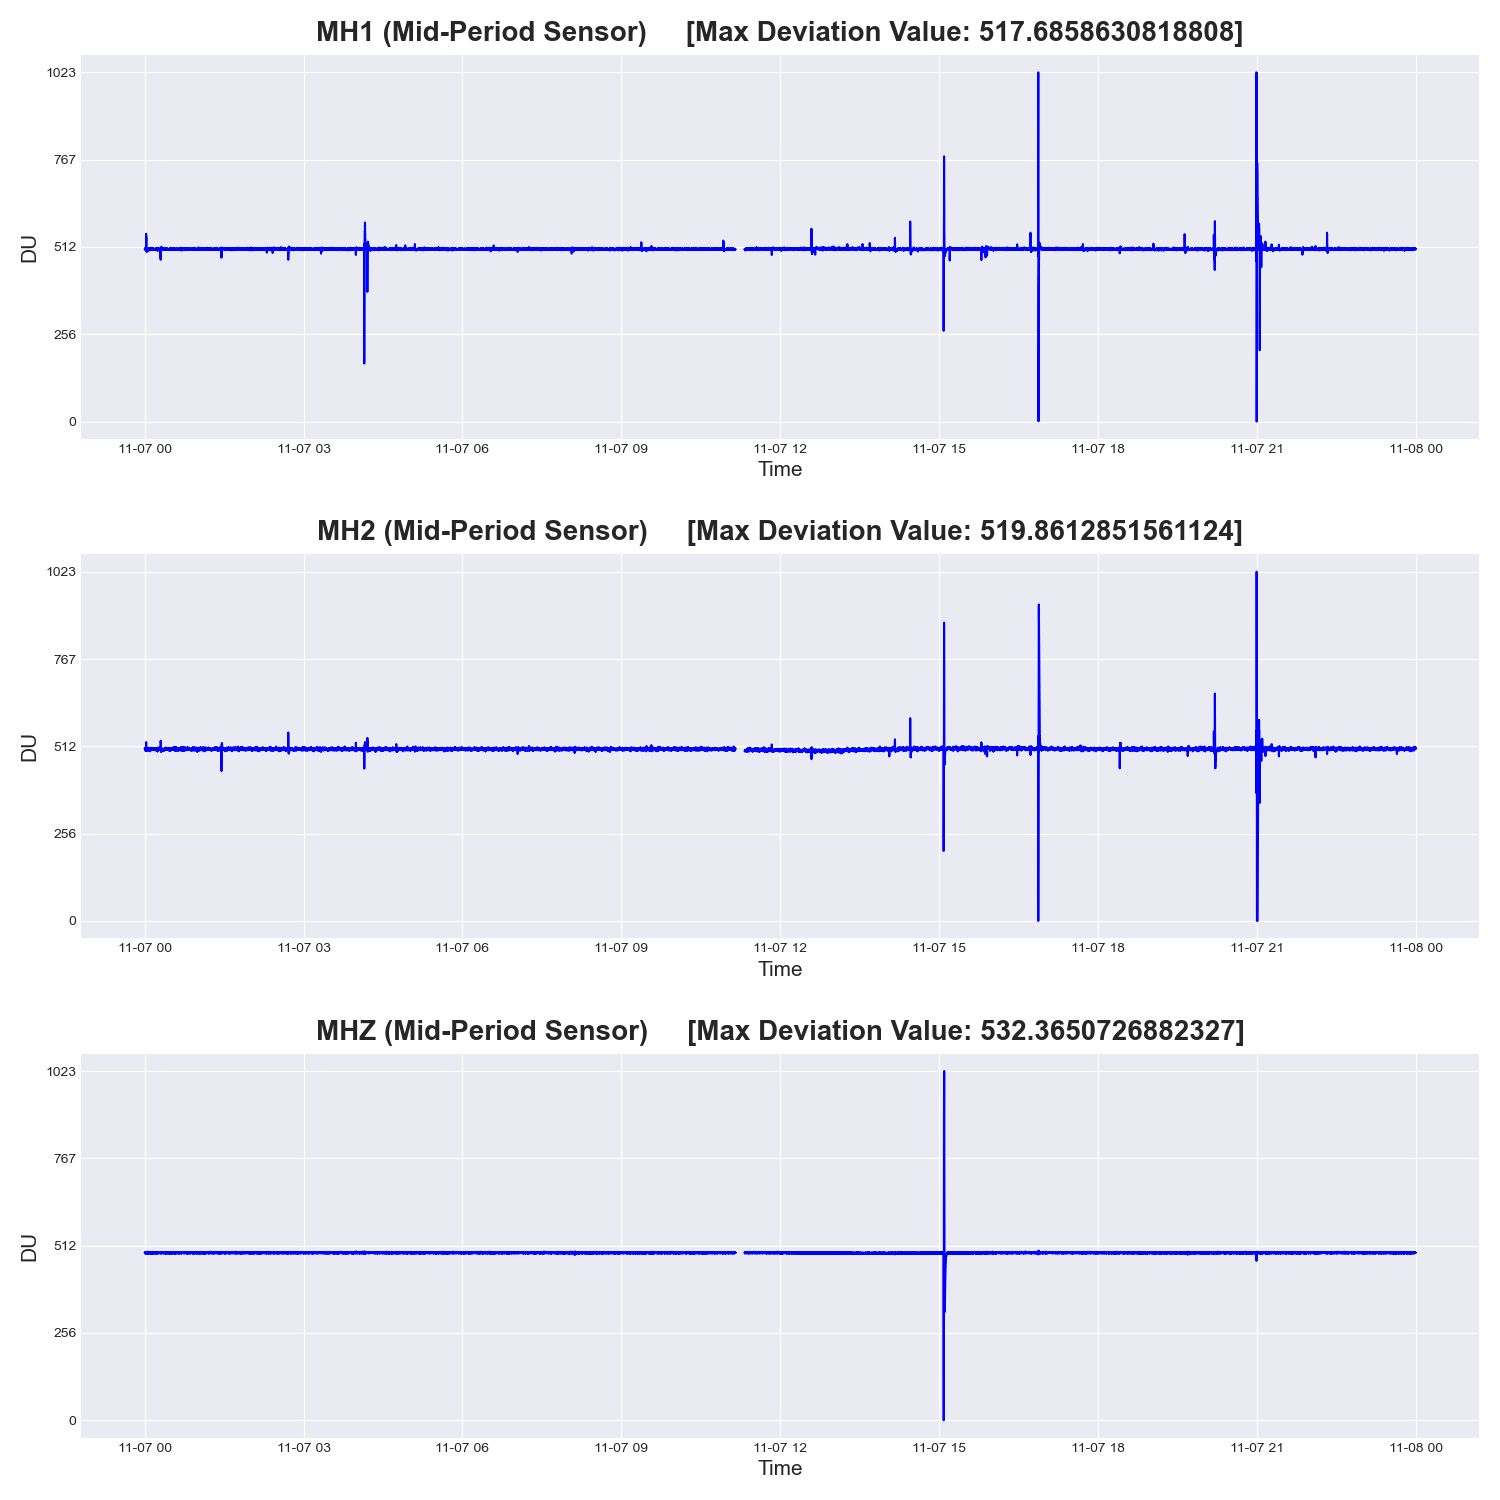 MH1 (Mid-Period Sensor) [Max Deviation Value: 517.6858630818808]
1023
767
512
256
0
DU
11-07 00 11-07 03 11-07 06 11-07 09 11-07 12 11-07 15 11-07 18 11-07 21 11-08 00
Time
MH2 (Mid-Period Sensor) [Max Deviation Value: 519.8612851561124]
1023
767
512
256
0
DU
11-07 00 11-07 03 11-07 06 11-07 09 11-07 12 11-07 15 11-07 18 11-07 21 11-08 00
Time
MHZ (Mid-Period Sensor) [Max Deviation Value: 532.3650726882327]
1023
767
512
256
0
DU
11-07 00 11-07 03 11-07 06 11-07 09 11-07 12 11-07 15 11-07 18 11-07 21 11-08 00
Time